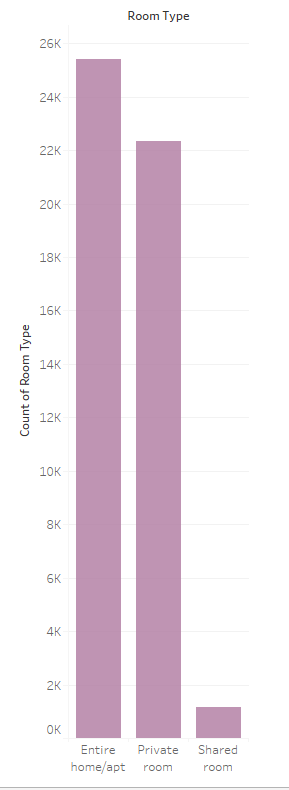 Room Type
26K
24K
22K
20K
18K
16K
14K
12K
10K
8K
6K
4K
2K
0K
Count of Room Type
Entire
home/apt
Private
room
Shared
room